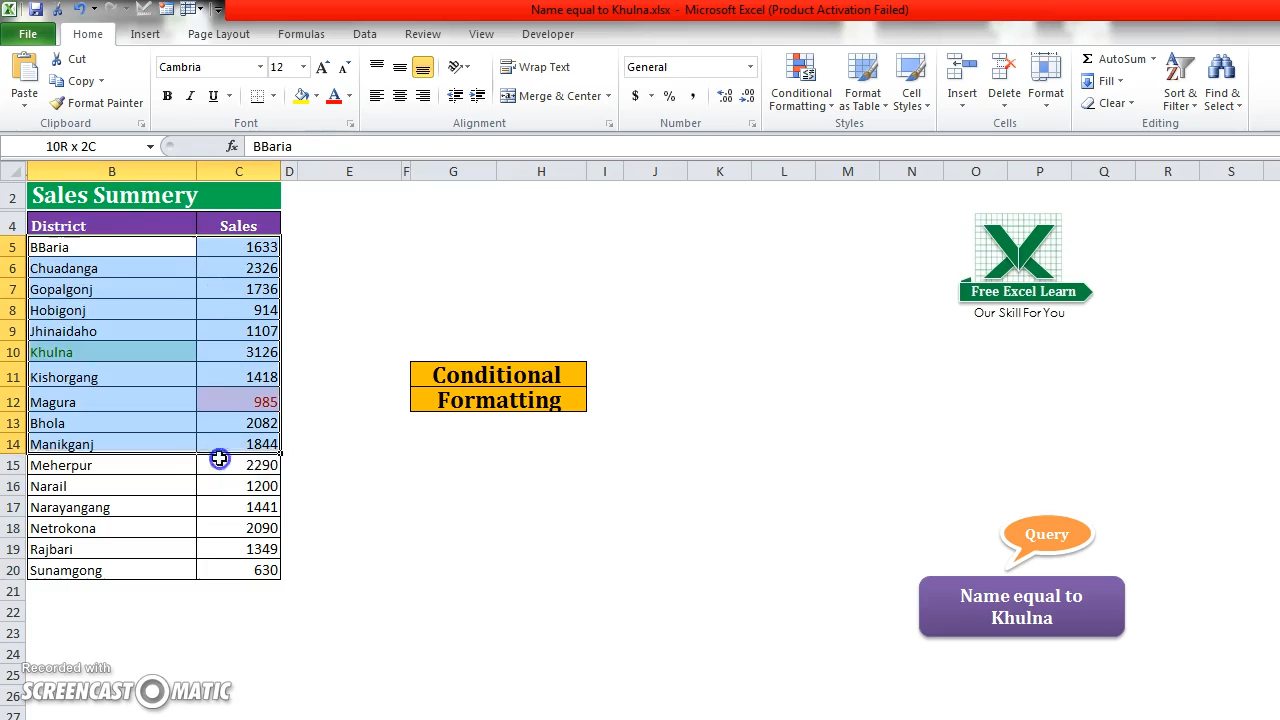 Name equal to Khulna.xlsx - Microsoft Excel (Product Activation Failed)
File Home Insert Page Layout Formulas Data Review View Developer
Paste Cut Copy Format Painter Clipboard
Cambria 12 B I U A Font
Wrap Text Merge & Center Alignment
General $ % , Number
Conditional Formatting Format as Table Cell Styles Styles
Insert Delete Format Cells
AutoSum Fill Clear Sort & Filter Find & Select Editing
10R x 2C fx BBaria
B C D E F G H I J K L M N O P Q R S
2 Sales Summery
4 District Sales
5 BBaria 1633
6 Chuadanga 2326
7 Gopalgonj 1736
8 Hobigonj 914
9 Jhinaidaho 1107
10 Khulna 3126
11 Kishorgang 1418
12 Magura 985
13 Bhola 2082
14 Manikganj 1844
15 Meherpur 2290
16 Narail 1200
17 Narayangang 1441
18 Netrokona 2090
19 Rajbari 1349
20 Sunamgong 630
21
22
23
24
25
26
27
Conditional
Formatting
Free Excel Learn
Our Skill For You
Query
Name equal to
Khulna
Recorded with
SCREENCAST MATIC